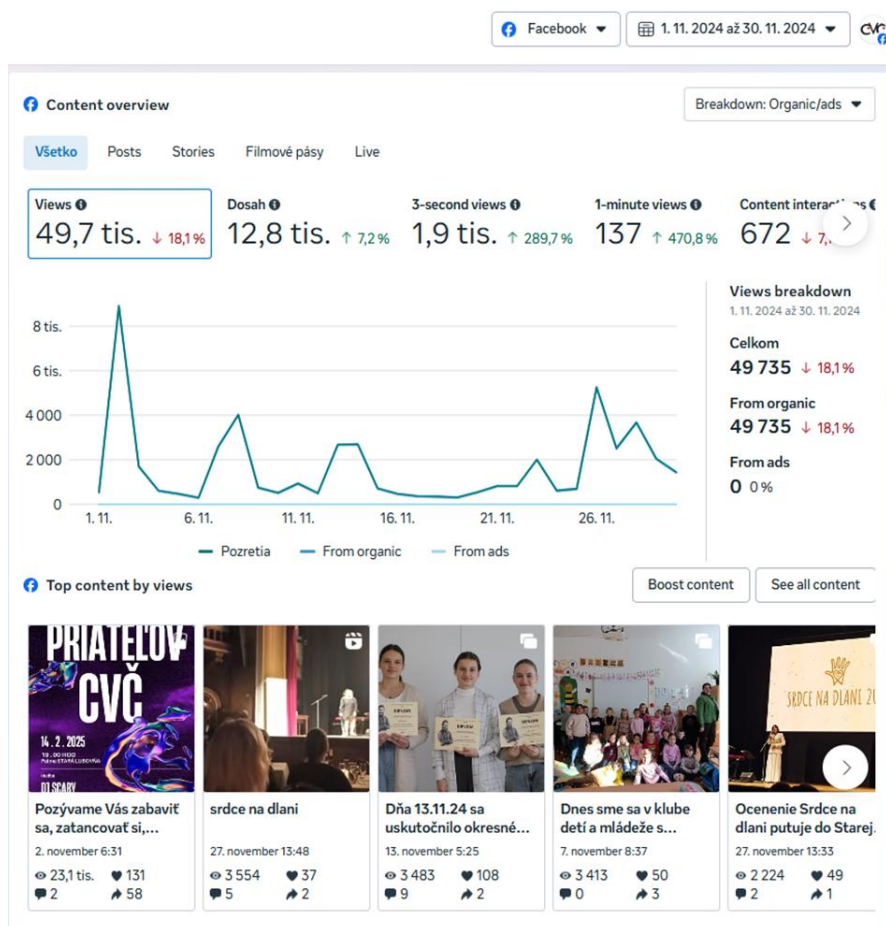 Facebook
1. 11. 2024 až 30. 11. 2024
cvč
Content overview
Breakdown: Organic/ads
Všetko
Posts
Stories
Filmové pásy
Live
Views
49,7 tis. ↓ 18,1 %
Dosah
12,8 tis. ↑ 7,2 %
3-second views
1,9 tis. ↑ 289,7 %
1-minute views
137 ↑ 470,8 %
Content
672 ↓ 7,
8 tis.
6 tis.
4 000
2 000
0
1. 11.
6. 11.
11. 11.
16. 11.
21. 11.
26. 11.
Pozretia
From organic
From ads
Views breakdown
1. 11. 2024 až 30. 11. 2024
Celkom
49 735 ↓ 18,1 %
From organic
49 735 ↓ 18,1 %
From ads
0 0 %
Top content by views
Boost content
See all content
PRIATEĽOV
CVČ
14. 2. 2025
STARÁ ĽUBOVŇA
DJ SCARY
Pozývame Vás zabaviť
sa, zatancovať si,...
2. november 6:31
23,1 tis. 131
2 58
srdce na dlani
27. november 13:48
3 554 37
5 2
DIPLOM
DIPLOM
DIPLOM
Dňa 13.11.24 sa
uskutočnilo okresné...
13. november 5:25
3 483 108
9 2
Dnes sme sa v klube
detí a mládeže s...
7. november 8:37
3 413 50
0 3
SRDCE NA DLANI
Ocenenie Srdce na
dlani putuje do Starej
27. november 13:33
2 224 49
2 1